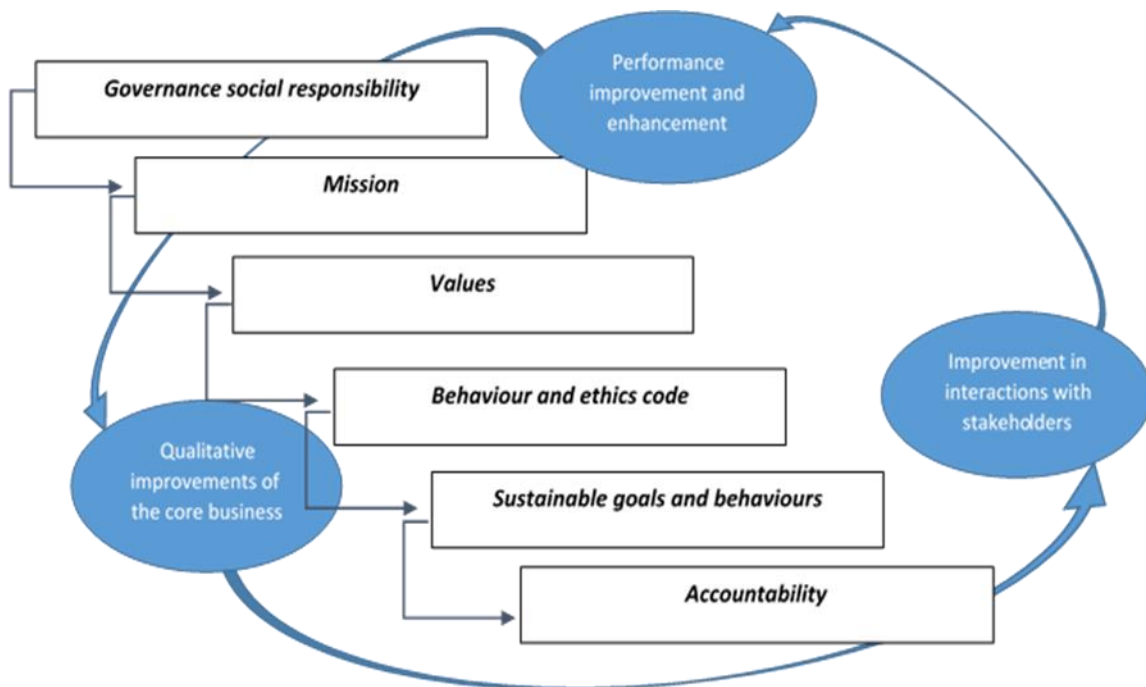 Performance
improvement and
enhancement
Governance social responsibility
Mission
Values
Improvement in
interactions with
stakeholders
Behaviour and ethics code
Qualitative
improvements of
the core business
Sustainable goals and behaviours
Accountability